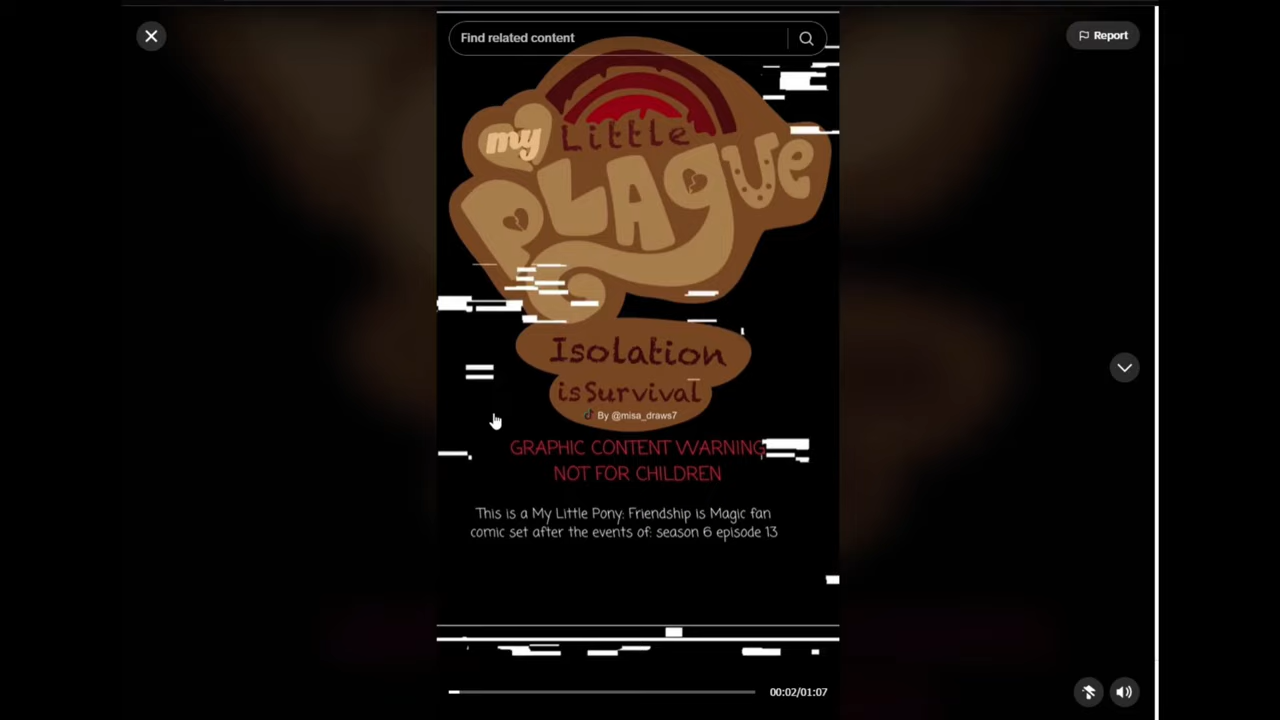 Find related content
Report
my Little
PLAgUe
Isolation
is Survival
By @misa_draws7
GRAPHIC CONTENT WARNING
NOT FOR CHILDREN
This is a My Little Pony: Friendship is Magic fan
comic set after the events of: season 6 episode 13
00:02/01:07